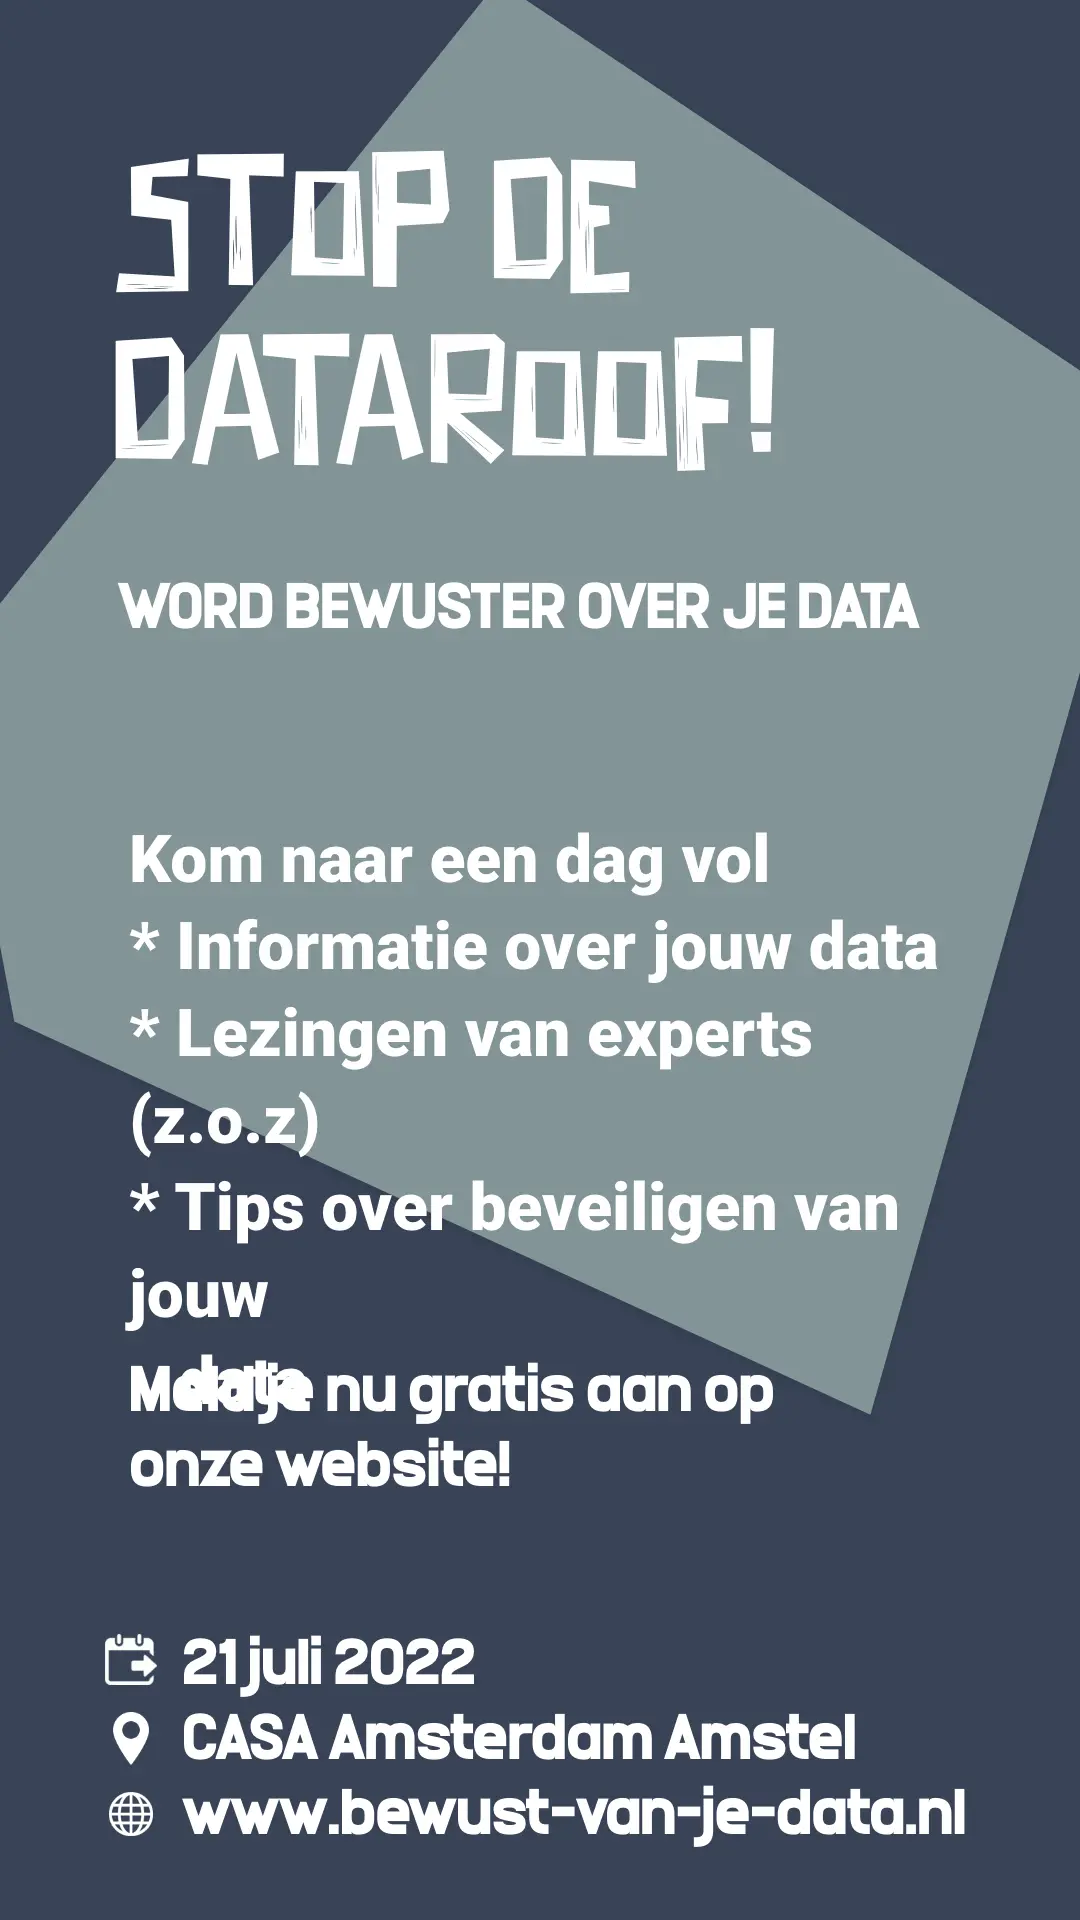 STOP DE
DATAROOF!
WORD BEWUSTER OVER JE DATA
Kom naar een dag vol
* Informatie over jouw data
* Lezingen van experts
(z.o.z)
* Tips over beveiligen van
jouw
data
Meld je nu gratis aan op
onze website!
21 juli 2022
CASA Amsterdam Amstel
www.bewust-van-je-data.nl